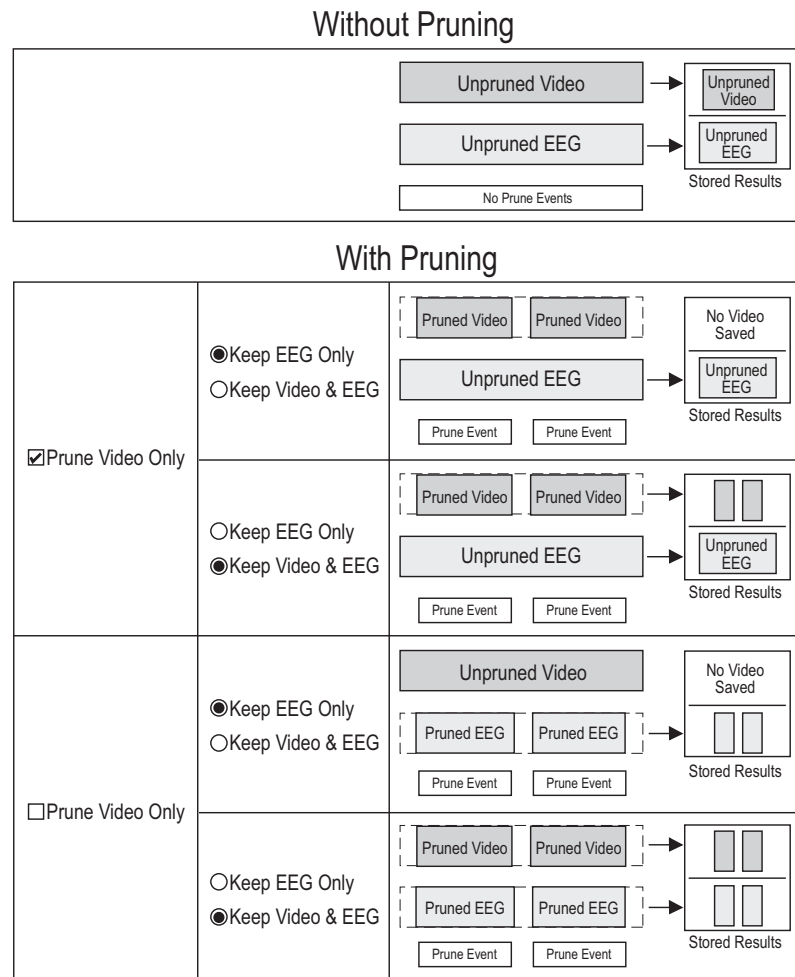 Without Pruning
Unpruned Video
Unpruned
Video
Unpruned EEG
Unpruned
EEG
Stored Results
No Prune Events
With Pruning
Prune Video Only
Keep EEG Only
Keep Video & EEG
Pruned Video
Pruned Video
No Video
Saved
Unpruned EEG
Unpruned
EEG
Stored Results
Prune Event
Prune Event
Keep EEG Only
Keep Video & EEG
Pruned Video
Pruned Video
Unpruned EEG
Unpruned
EEG
Stored Results
Prune Event
Prune Event
Prune Video Only
Keep EEG Only
Keep Video & EEG
Unpruned Video
No Video
Saved
Pruned EEG
Pruned EEG
Stored Results
Prune Event
Prune Event
Keep EEG Only
Keep Video & EEG
Pruned Video
Pruned Video
Pruned EEG
Pruned EEG
Stored Results
Prune Event
Prune Event